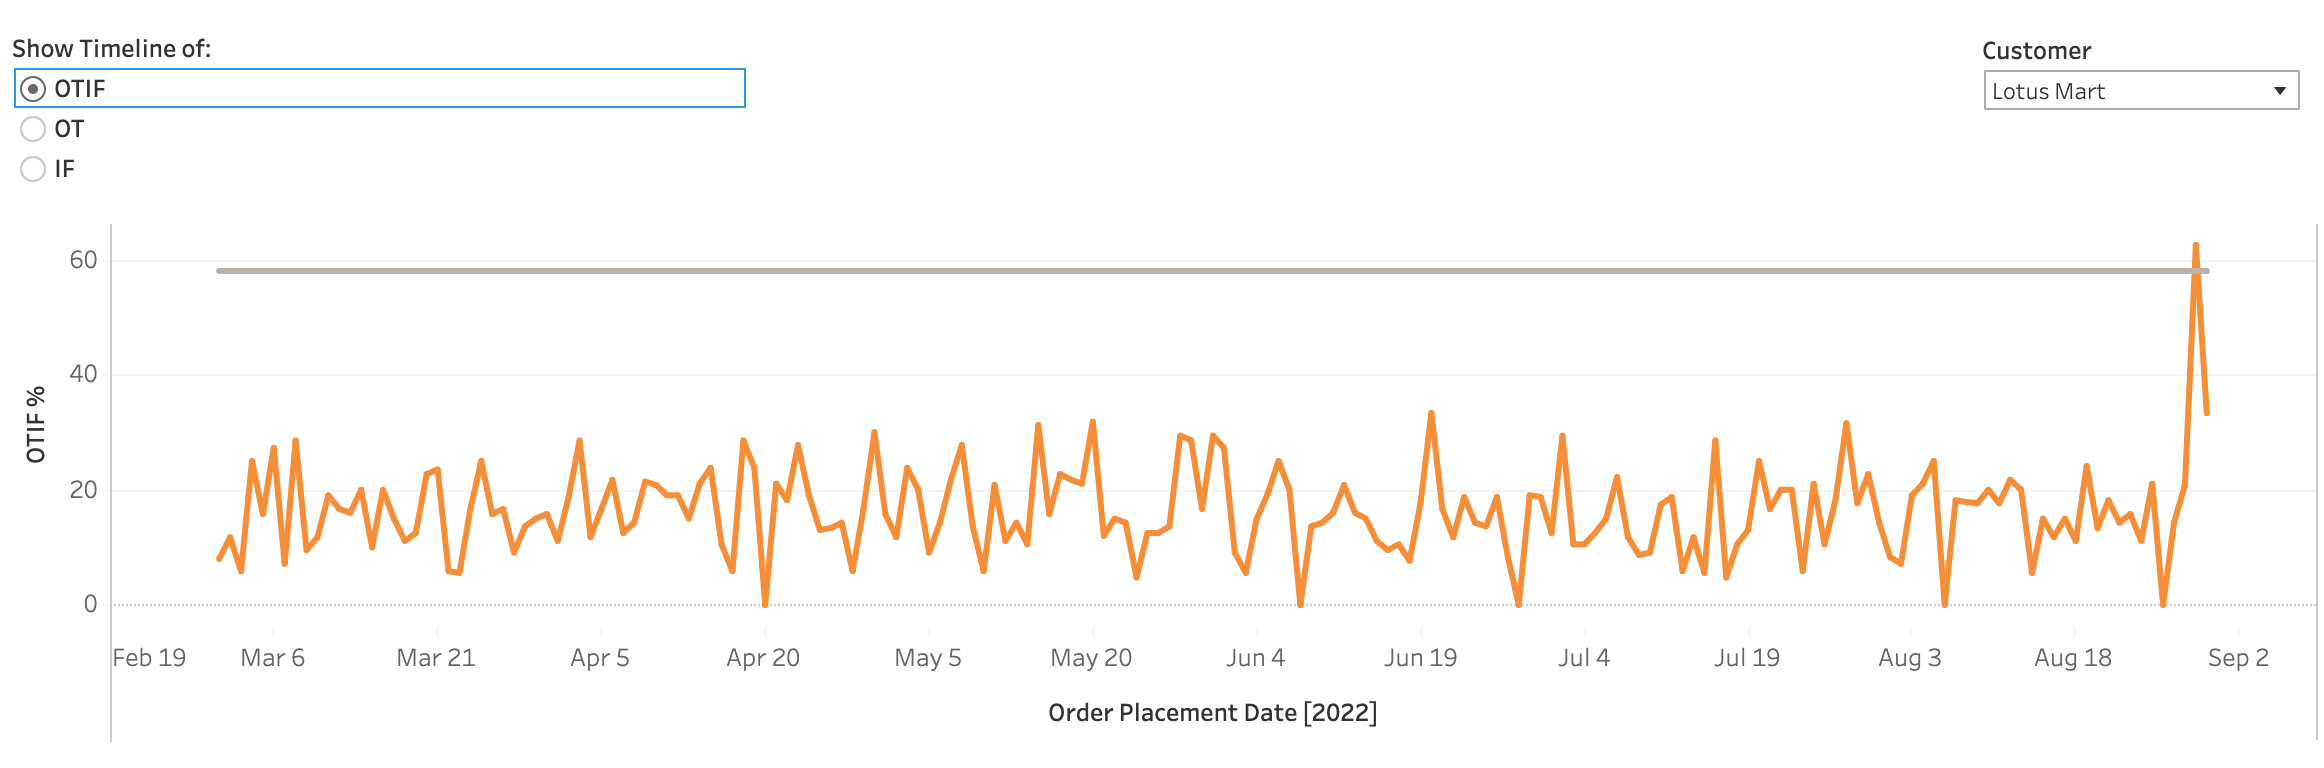 Show Timeline of:
OTIF
OT
IF
Customer
Lotus Mart
60
40
20
0
OTIF %
Feb 19 Mar 6 Mar 21 Apr 5 Apr 20 May 5 May 20 Jun 4 Jun 19 Jul 4 Jul 19 Aug 3 Aug 18 Sep 2
Order Placement Date [2022]